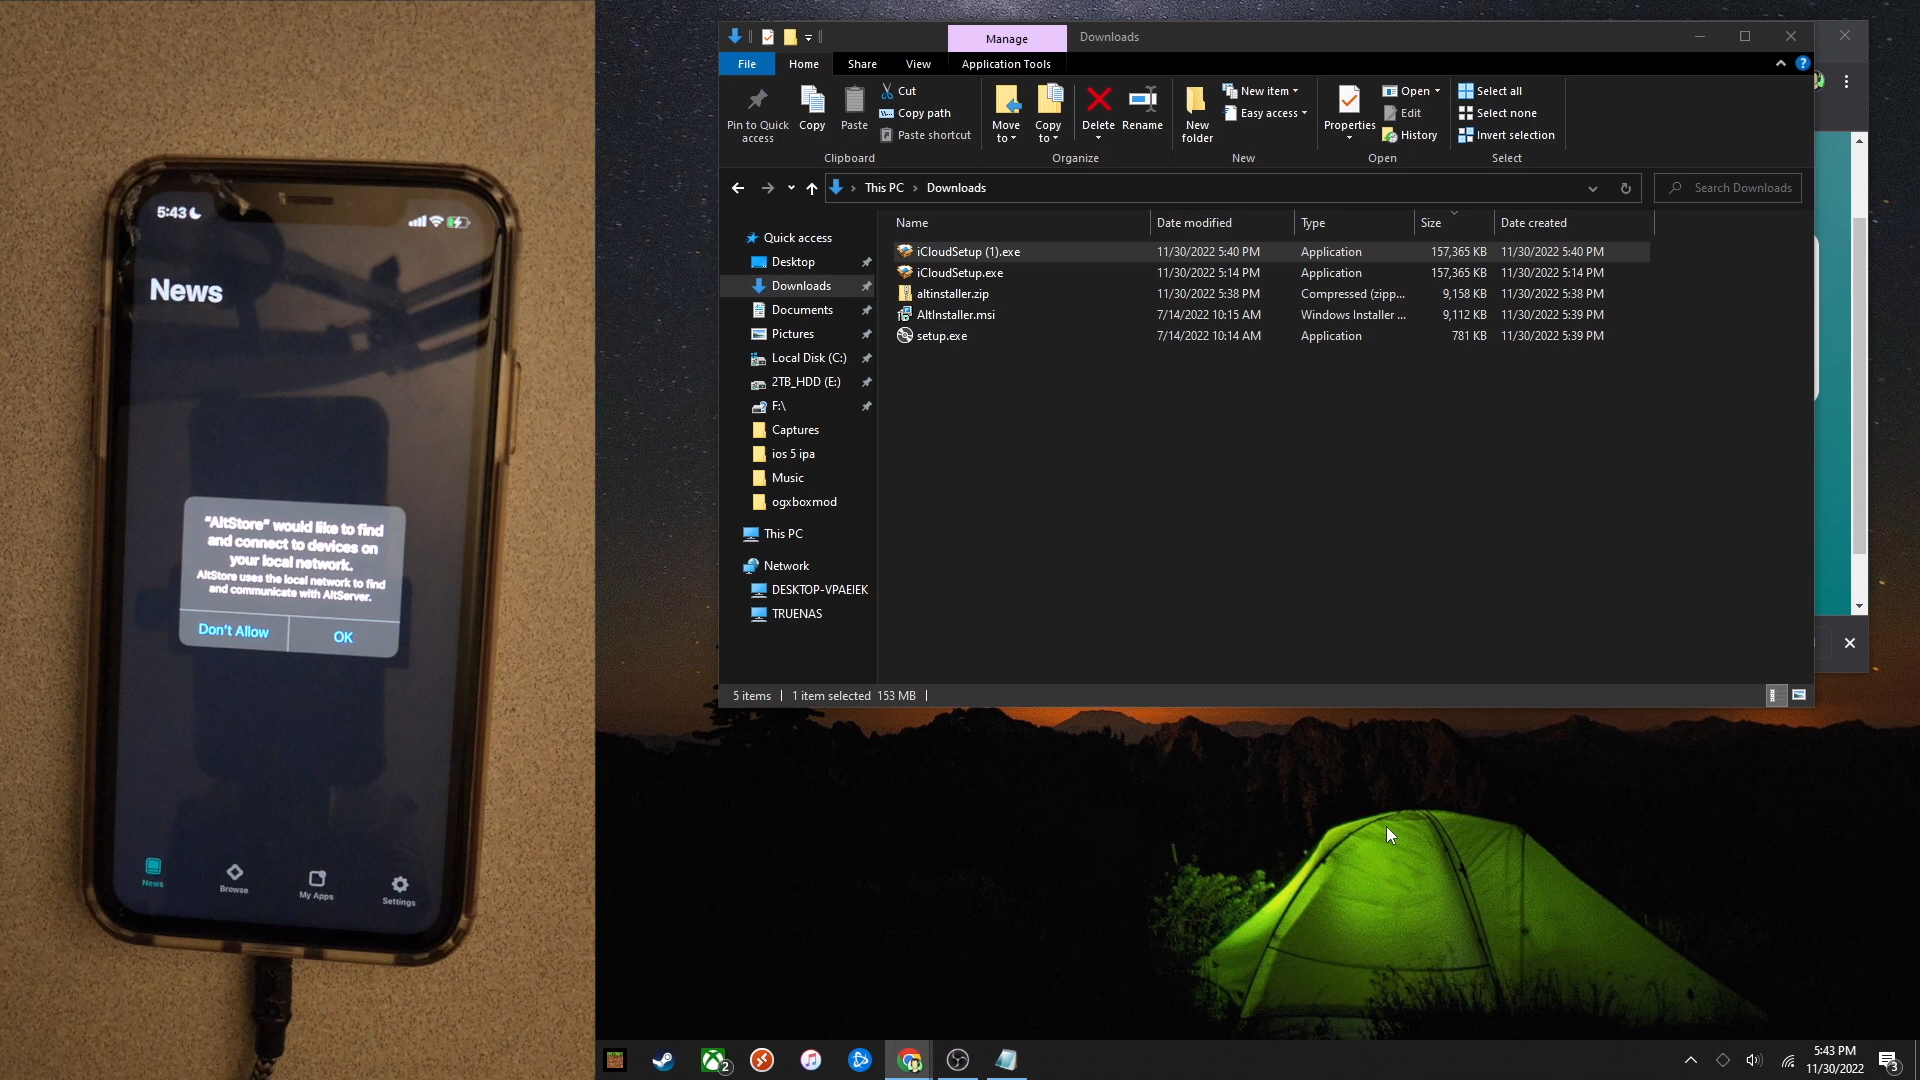 5:43
News
"AltStore" would like to find
and connect to devices on
your local network.
AltStore uses the local network to find
and communicate with AltServer.
Don't Allow
OK
News
Browse
My Apps
Settings
Manage
Downloads
File
Home
Share
View
Application Tools
Pin to Quick
access
Copy
Paste
Cut
Copy path
Paste shortcut
Clipboard
Move
to
Copy
to
Delete
Rename
Organize
New
folder
New item
Easy access
New
Properties
Open
Edit
History
Open
Select all
Select none
Invert selection
Select
This PC
Downloads
Search Downloads
Name
Date modified
Type
Size
Date created
iCloudSetup (1).exe 11/30/2022 5:40 PM Application 157,365 KB 11/30/2022 5:40 PM
iCloudSetup.exe 11/30/2022 5:14 PM Application 157,365 KB 11/30/2022 5:14 PM
altinstaller.zip 11/30/2022 5:38 PM Compressed (zipp... 9,158 KB 11/30/2022 5:38 PM
AltInstaller.msi 7/14/2022 10:15 AM Windows Installer ... 9,112 KB 11/30/2022 5:39 PM
setup.exe 7/14/2022 10:14 AM Application 781 KB 11/30/2022 5:39 PM
Quick access
Desktop
Downloads
Documents
Pictures
Local Disk (C:)
2TB_HDD (E:)
F:\
Captures
ios 5 ipa
Music
ogxboxmod
This PC
Network
DESKTOP-VPAEIEK
TRUENAS
5 items
1 item selected 153 MB
2
5:43 PM
11/30/2022
3